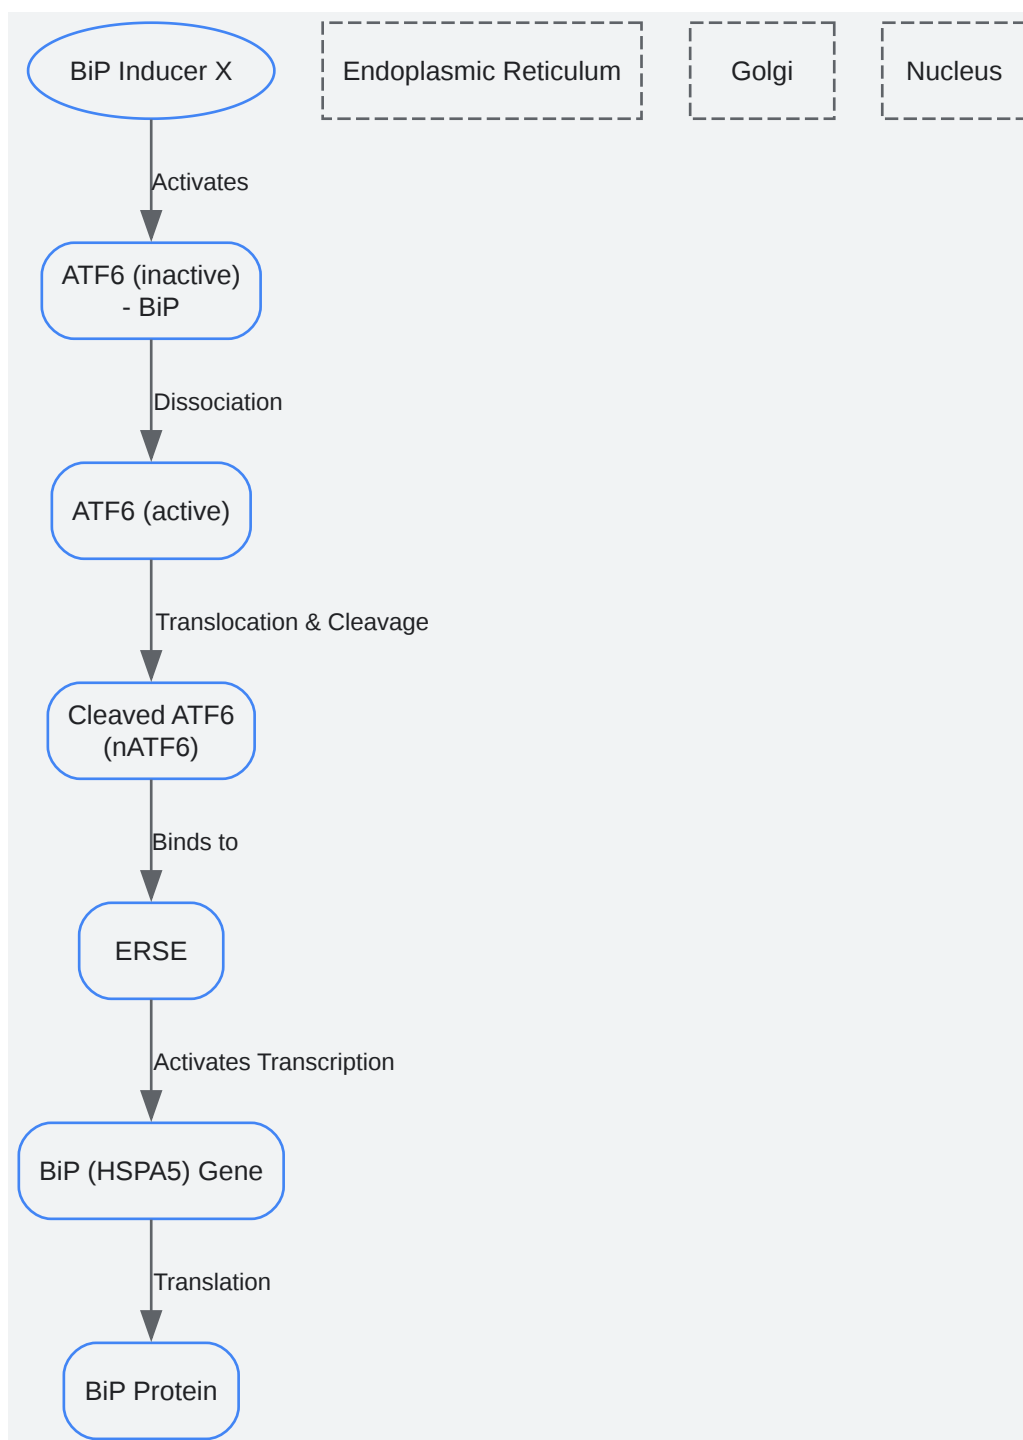 BiP Inducer X
Endoplasmic Reticulum
Golgi
Nucleus
Activates
ATF6 (inactive)
- BiP
Dissociation
ATF6 (active)
Translocation & Cleavage
Cleaved ATF6
(nATF6)
Binds to
ERSE
Activates Transcription
BiP (HSPA5) Gene
Translation
BiP Protein